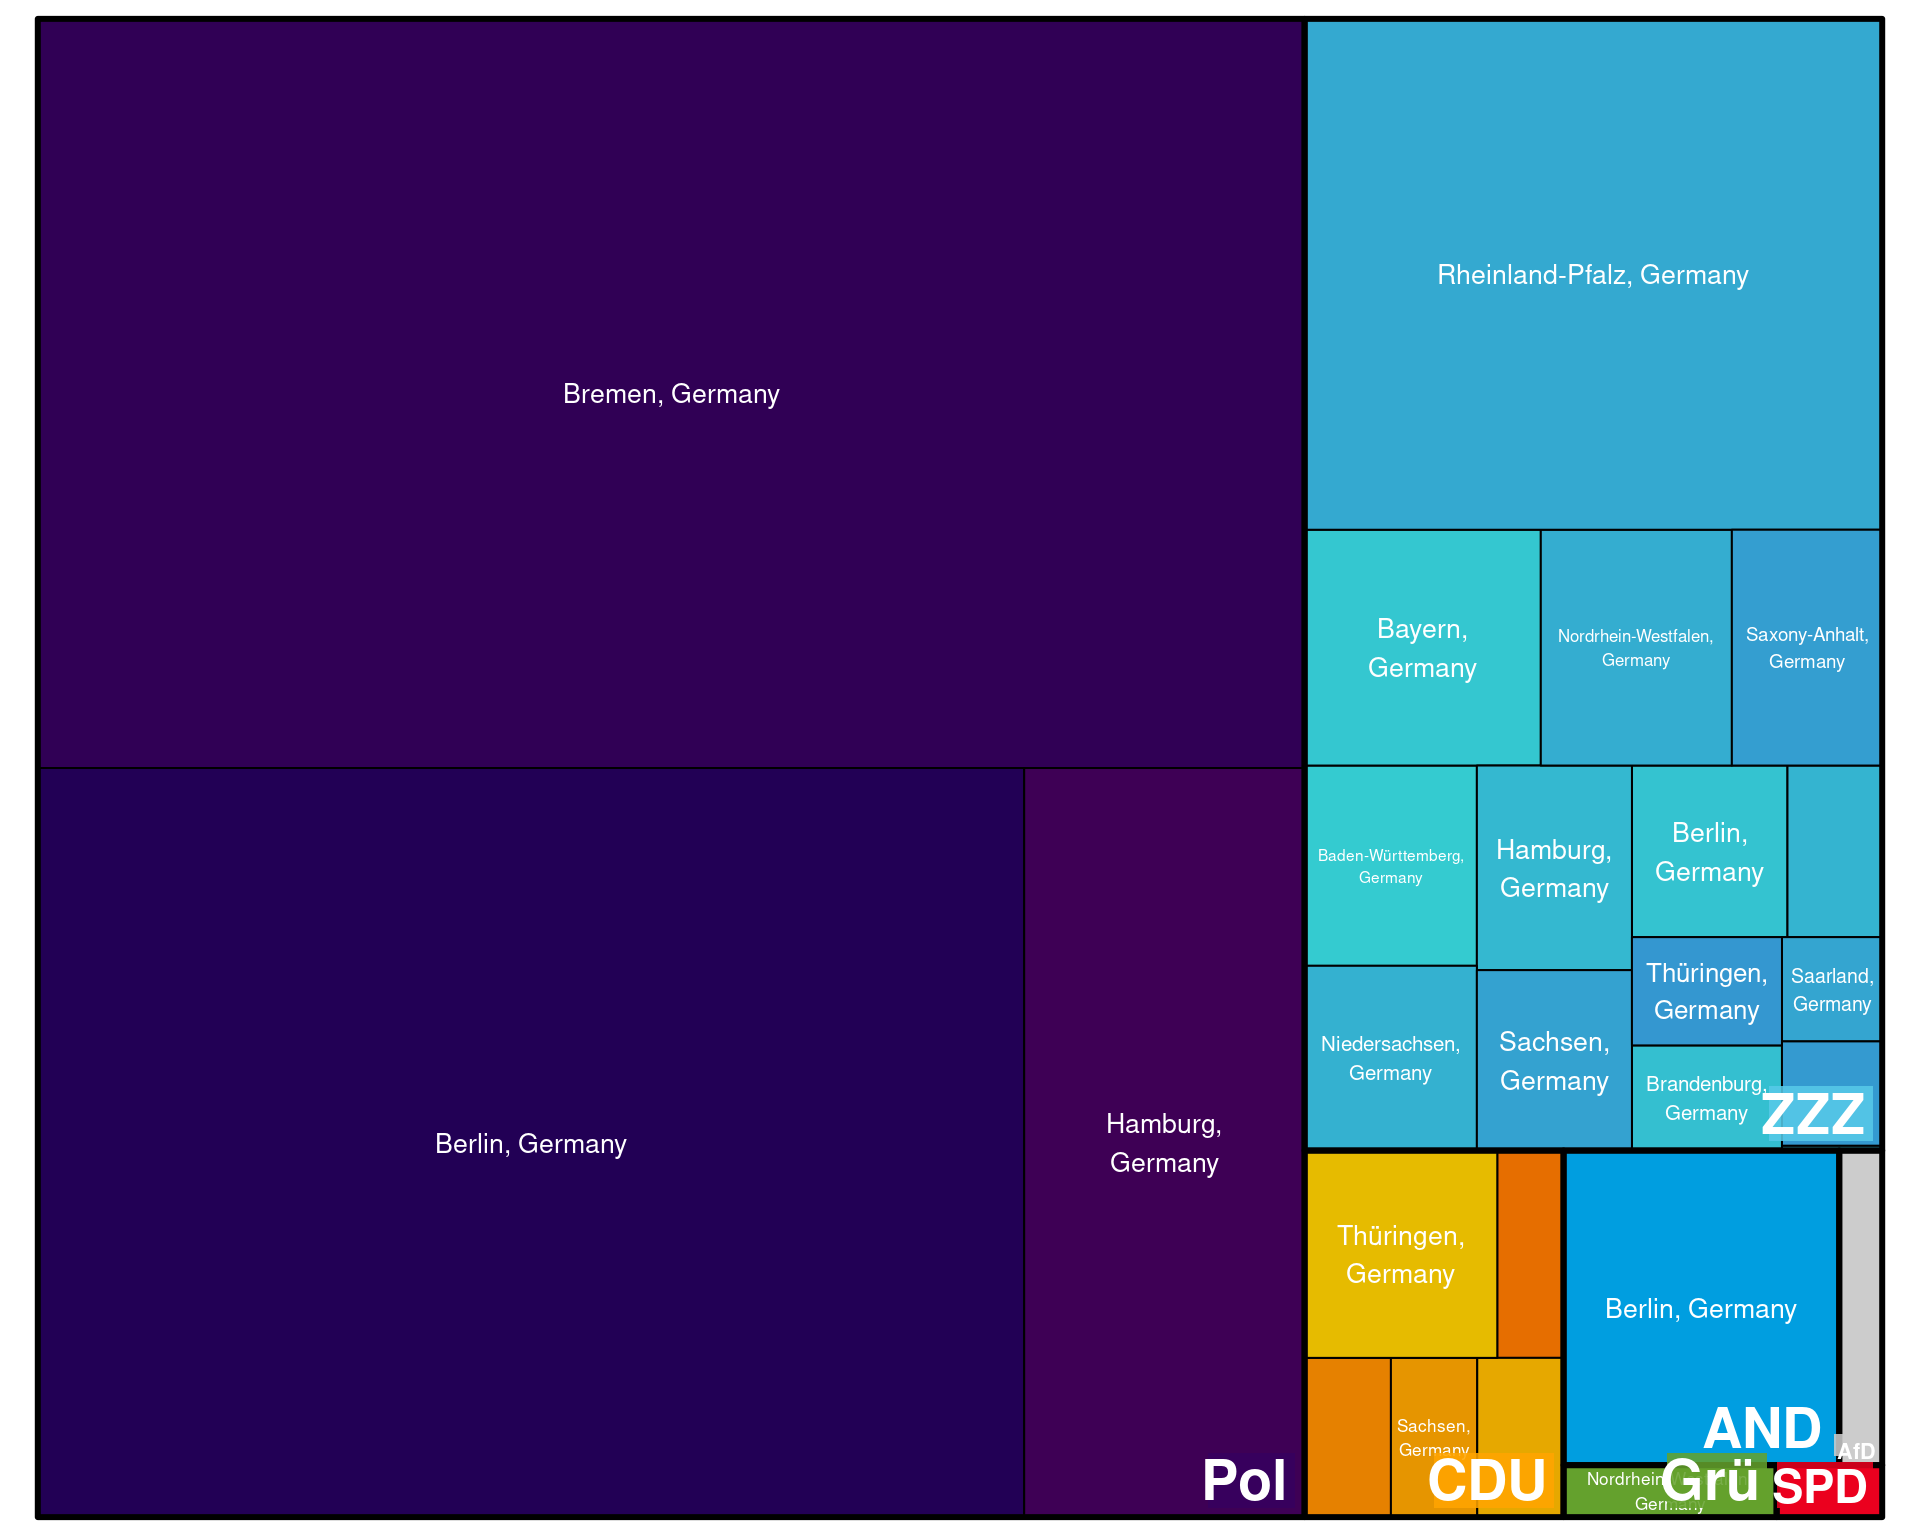 Bremen, Germany
Berlin, Germany
Hamburg,
Germany
Pol
Rheinland-Pfalz, Germany
Bayern,
Germany
Nordrhein-Westfalen,
Germany
Saxony-Anhalt,
Germany
Baden-Württemberg,
Germany
Hamburg,
Germany
Berlin,
Germany
Niedersachsen,
Germany
Sachsen,
Germany
Thüringen,
Germany
Saarland,
Germany
Brandenburg,
Germany
ZZZ
Thüringen,
Germany
Sachsen,
Germany
CDU
Berlin, Germany
AND
AfD
Germany
Grü
SPD